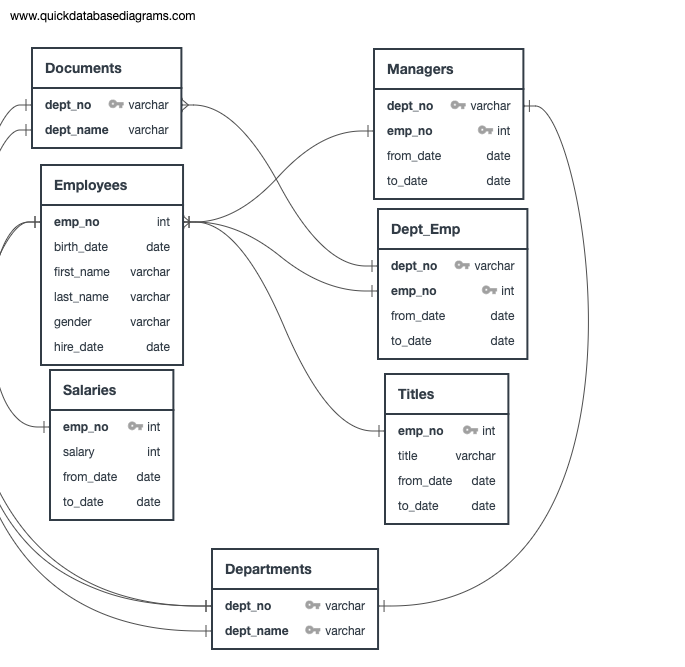 www.quickdatabasediagrams.com
Documents
dept_no varchar
dept_name varchar
Employees
emp_no int
birth_date date
first_name varchar
last_name varchar
gender varchar
hire_date date
Salaries
emp_no int
salary int
from_date date
to_date date
Managers
dept_no varchar
emp_no int
from_date date
to_date date
Dept_Emp
dept_no varchar
emp_no int
from_date date
to_date date
Titles
emp_no int
title varchar
from_date date
to_date date
Departments
dept_no varchar
dept_name varchar